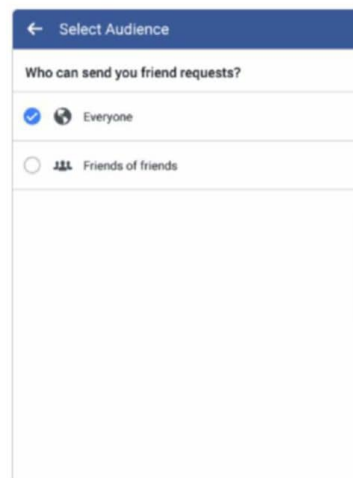 Select Audience
Who can send you friend requests?
Everyone
Friends of friends